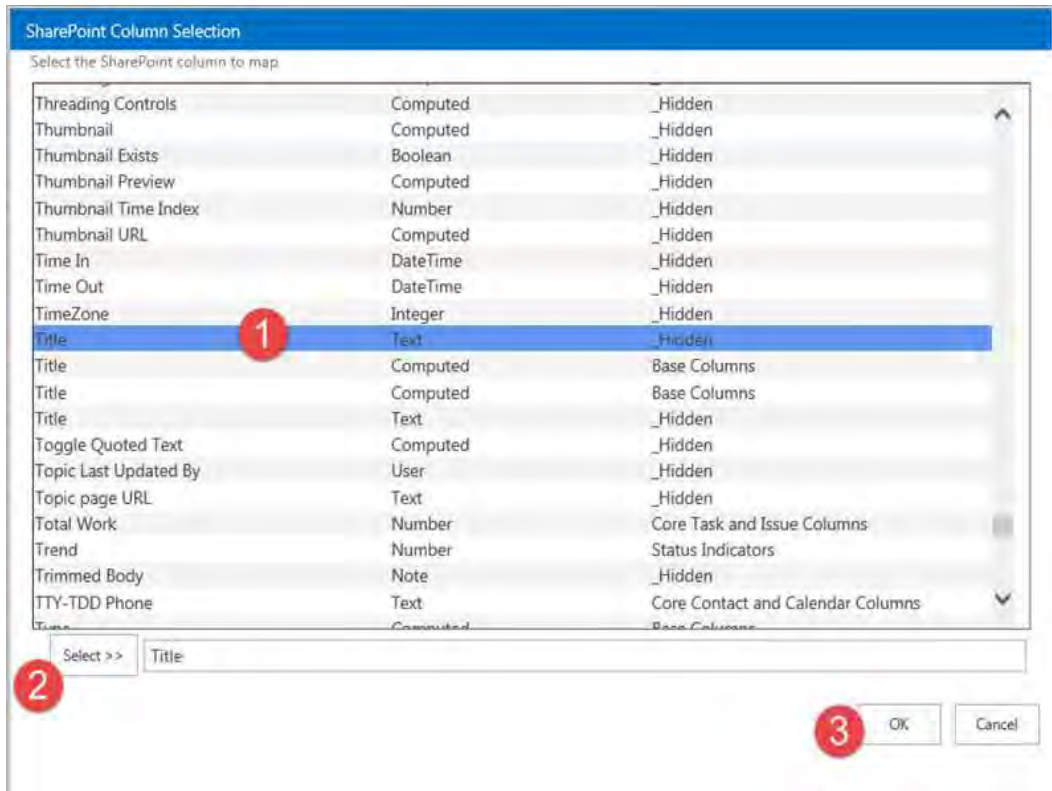 SharePoint Column Selection
Select the SharePoint column to map
Threading Controls Computed _Hidden
Thumbnail Computed _Hidden
Thumbnail Exists Boolean _Hidden
Thumbnail Preview Computed _Hidden
Thumbnail Time Index Number _Hidden
Thumbnail URL Computed _Hidden
Time In DateTime _Hidden
Time Out DateTime _Hidden
TimeZone Integer _Hidden
Title 1 Text _Hidden
Title Computed Base Columns
Title Computed Base Columns
Title Text _Hidden
Toggle Quoted Text Computed _Hidden
Topic Last Updated By User _Hidden
Topic page URL Text _Hidden
Total Work Number Core Task and Issue Columns
Trend Number Status Indicators
Trimmed Body Note _Hidden
TTY-TDD Phone Text Core Contact and Calendar Columns
Type Computed Base Columns
Select >> Title
2
3 OK Cancel